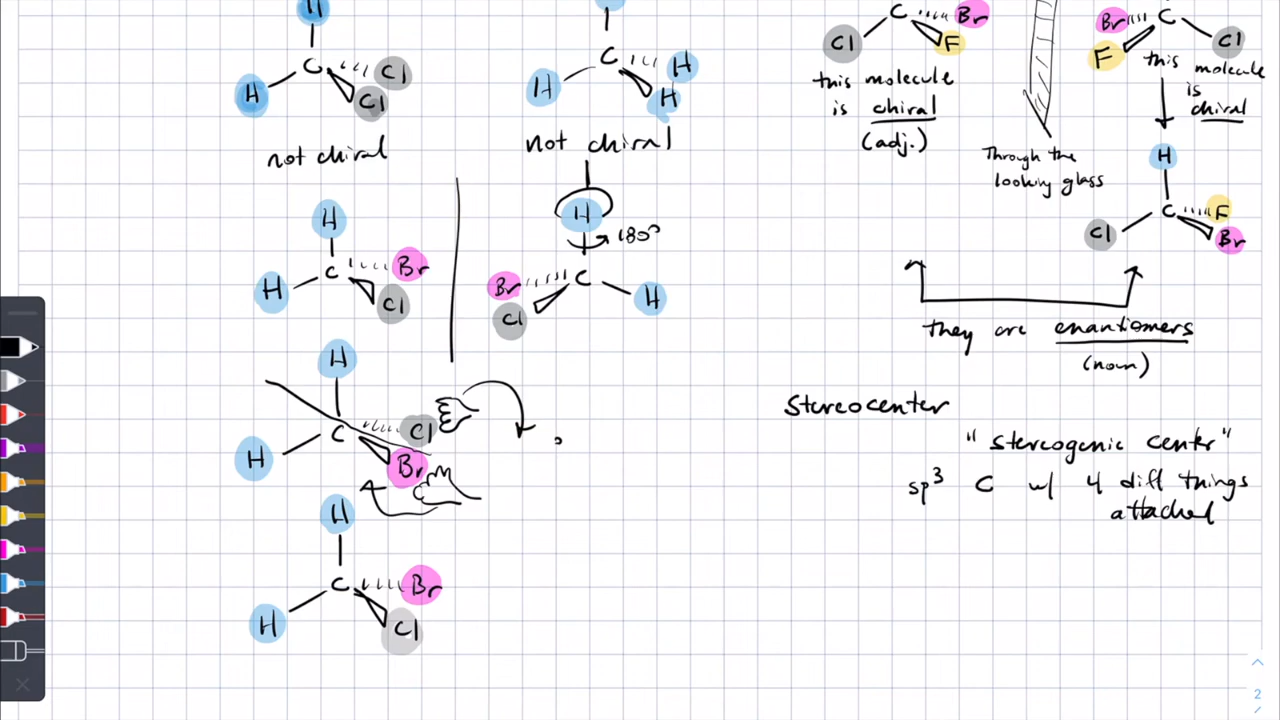 H
C
Cl
Cl
H
not chiral
C
H
H
H
not chiral
H
C
Br
Cl
H
H
180°
C
Br
Cl
H
H
C
Cl
Br
H
H
C
Br
Cl
H
C
Br
F
Cl
this molecule
is chiral
(adj.)
Through the
looking glass
C
Br
F
Cl
this molecule
is
chiral
H
C
F
Br
Cl
they are enantiomers
(noun)
Stereocenter
"stereogenic center"
sp³ C w/ 4 diff things
attached
2